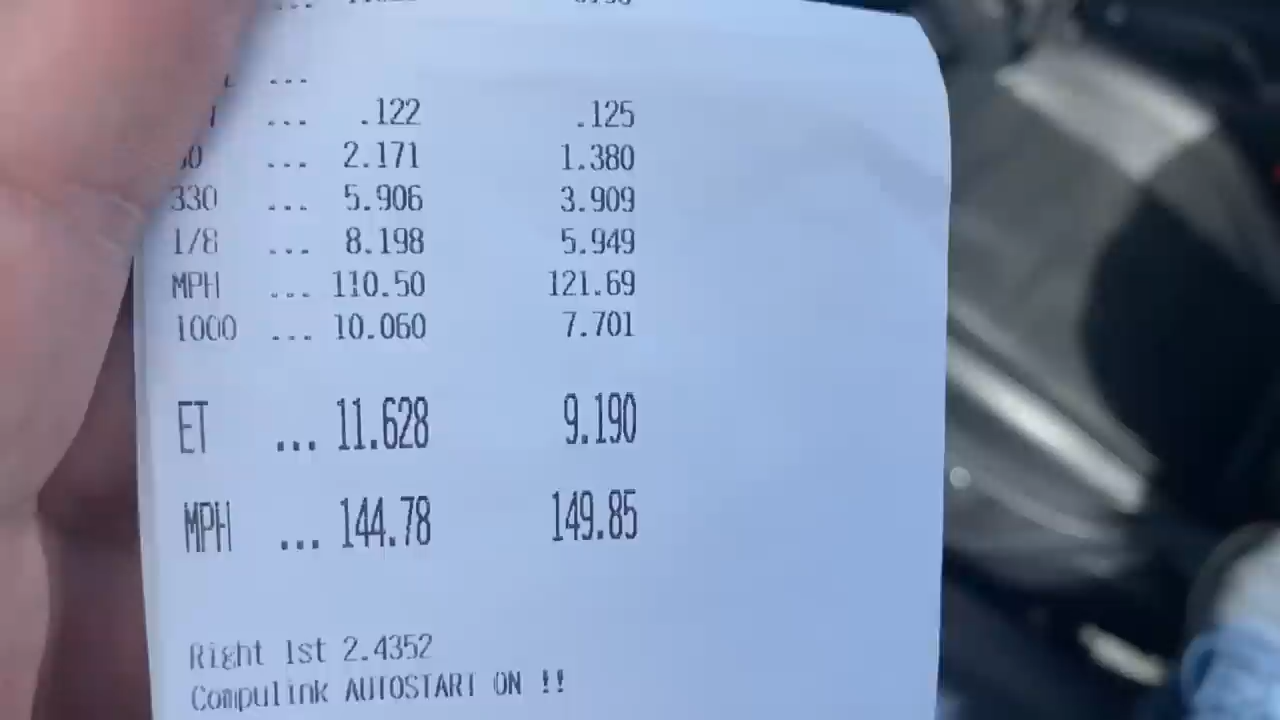 ...
... .122 .125
... 2.171 1.380
330 ... 5.906 3.909
1/8 ... 8.198 5.949
MPH ... 110.50 121.69
1000 ... 10.060 7.701
ET ... 11.628 9.190
MPH ... 144.78 149.85
Right 1st 2.4352
Compulink AUTOSTART ON !!